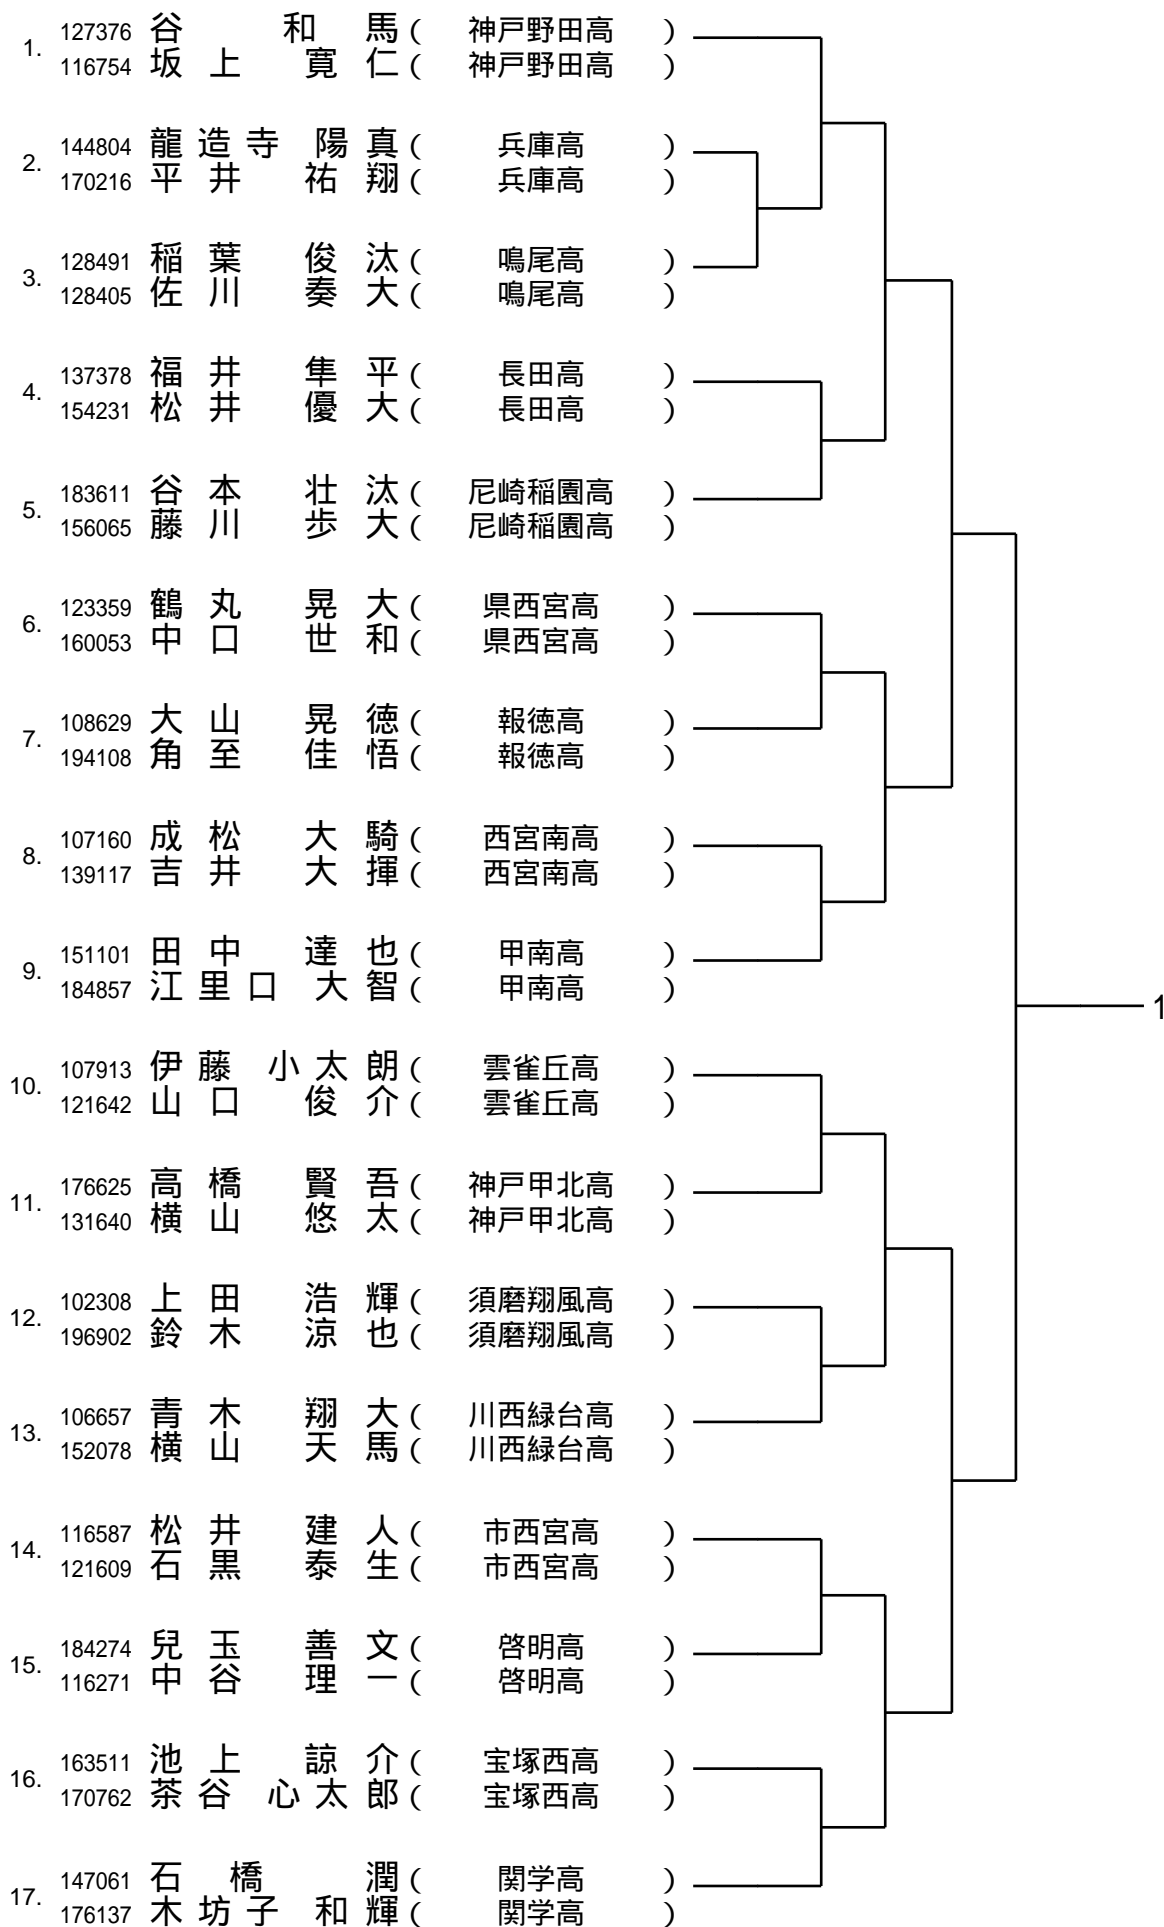 1. 127376 谷 和 馬 ( 神戸野田高 )
116754 坂 上 寛 仁 ( 神戸野田高 )
2. 144804 龍 造 寺 陽 真 ( 兵庫高 )
170216 平 井 祐 翔 ( 兵庫高 )
3. 128491 稲 葉 俊 汰 ( 鳴尾高 )
128405 佐 川 奏 大 ( 鳴尾高 )
4. 137378 福 井 隼 平 ( 長田高 )
154231 松 井 優 大 ( 長田高 )
5. 183611 谷 本 壮 汰 ( 尼崎稲園高 )
156065 藤 川 歩 大 ( 尼崎稲園高 )
6. 123359 鶴 丸 晃 大 ( 県西宮高 )
160053 中 口 世 和 ( 県西宮高 )
7. 108629 大 山 晃 徳 ( 報徳高 )
194108 角 至 佳 悟 ( 報徳高 )
8. 107160 成 松 大 騎 ( 西宮南高 )
139117 吉 井 大 揮 ( 西宮南高 )
9. 151101 田 中 達 也 ( 甲南高 )
184857 江 里 口 大 智 ( 甲南高 )
1
10. 107913 伊 藤 小 太 朗 ( 雲雀丘高 )
121642 山 口 俊 介 ( 雲雀丘高 )
11. 176625 高 橋 賢 吾 ( 神戸甲北高 )
131640 横 山 悠 太 ( 神戸甲北高 )
12. 102308 上 田 浩 輝 ( 須磨翔風高 )
196902 鈴 木 涼 也 ( 須磨翔風高 )
13. 106657 青 木 翔 大 ( 川西緑台高 )
152078 横 山 天 馬 ( 川西緑台高 )
14. 116587 松 井 建 人 ( 市西宮高 )
121609 石 黒 泰 生 ( 市西宮高 )
15. 184274 兒 玉 善 文 ( 啓明高 )
116271 中 谷 理 一 ( 啓明高 )
16. 163511 池 上 諒 介 ( 宝塚西高 )
170762 茶 谷 心 太 郎 ( 宝塚西高 )
17. 147061 石 橋 潤 ( 関学高 )
176137 木 坊 子 和 輝 ( 関学高 )